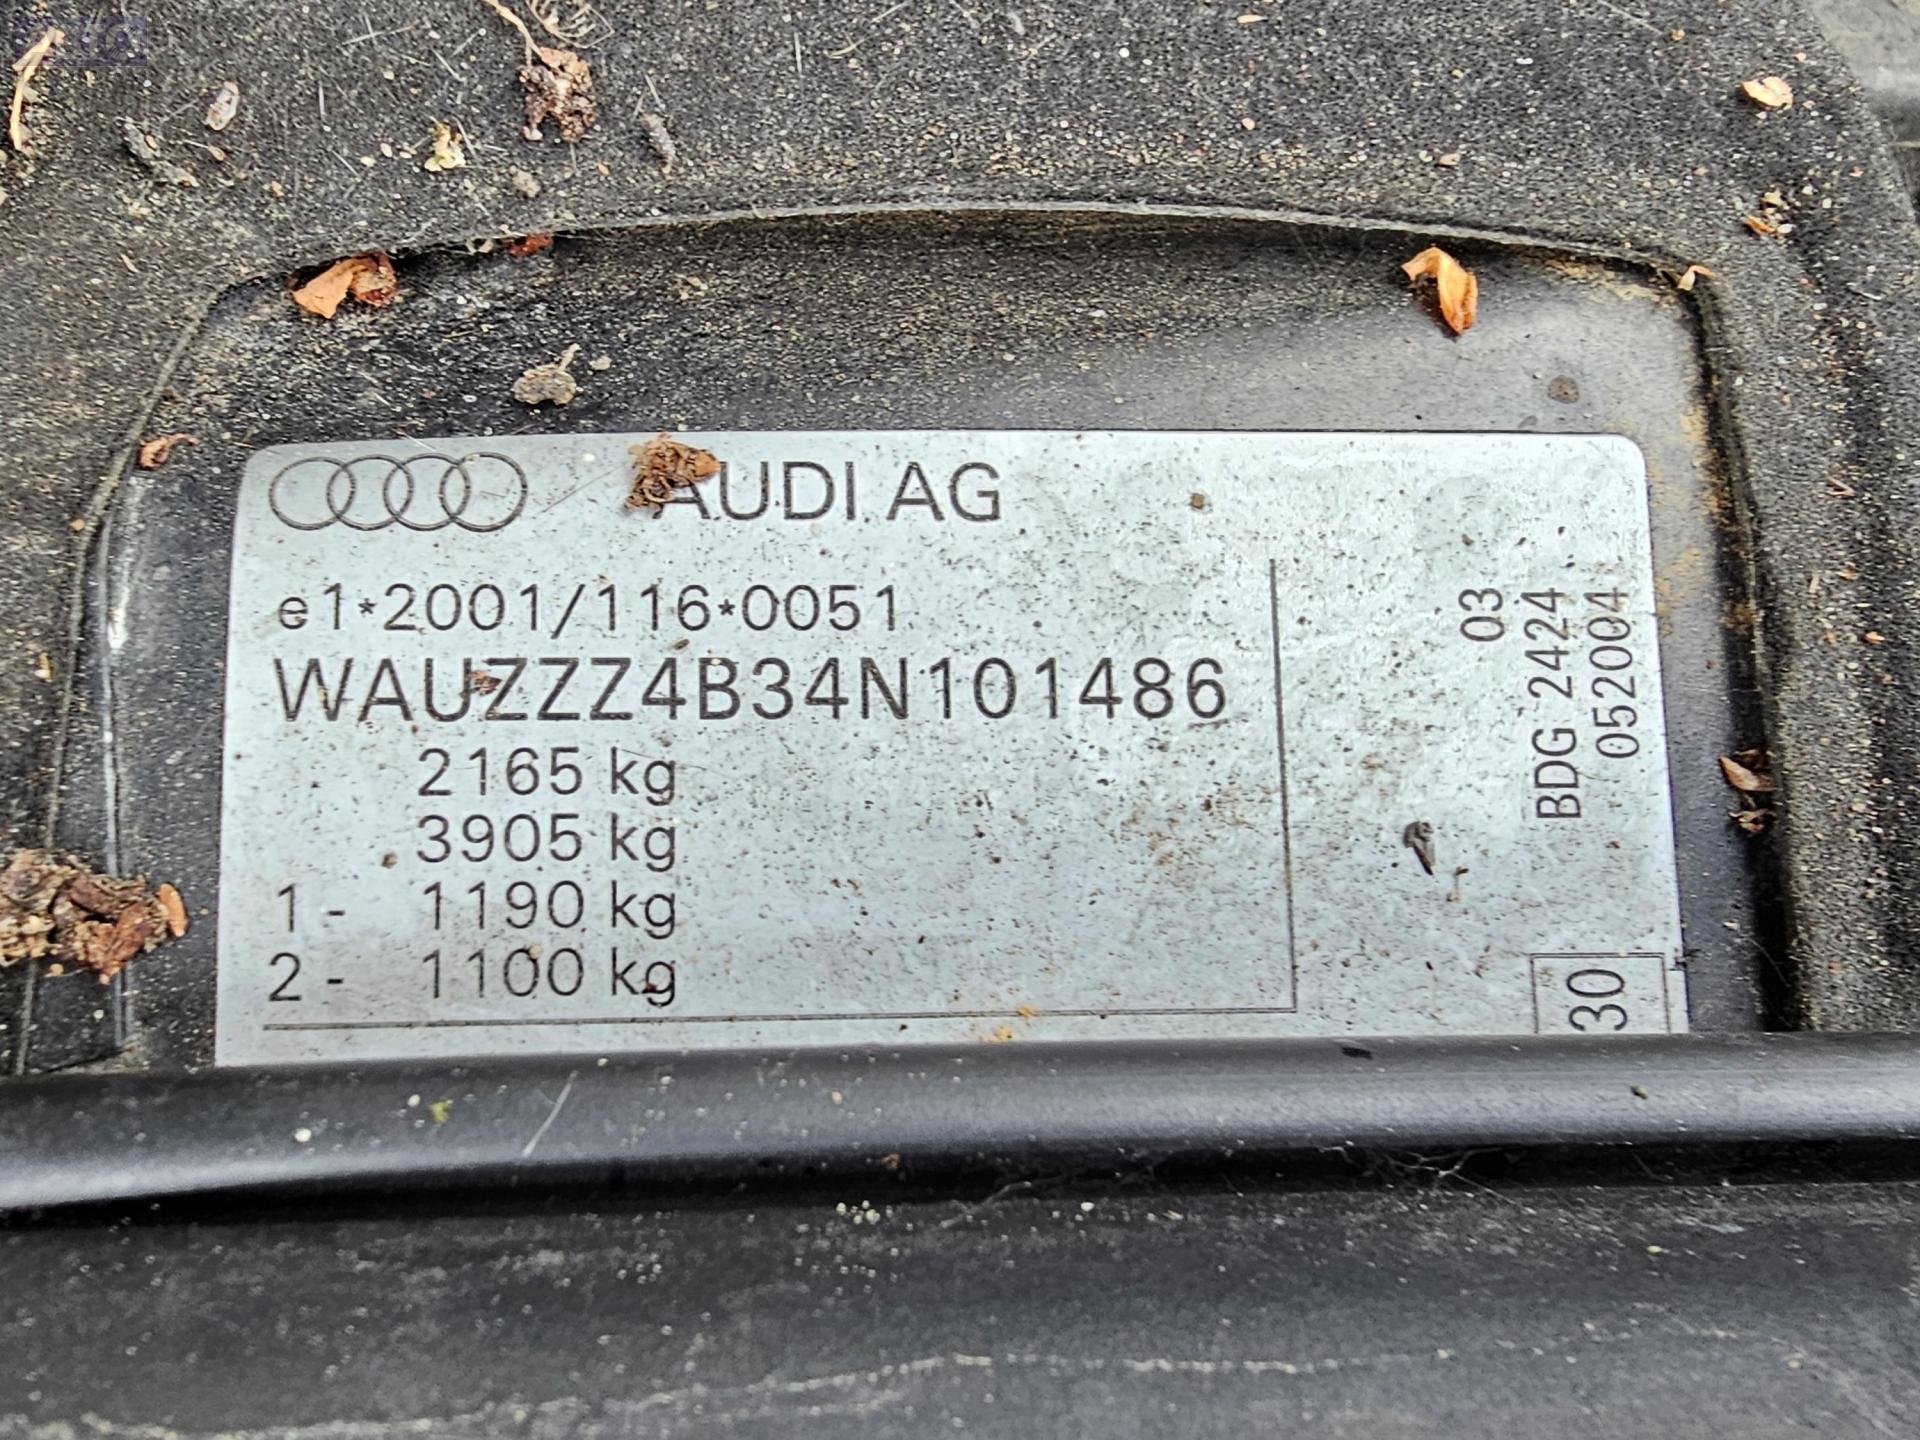 AUDI AG
e1*2001/116*0051
WAUZZZ4B34N101486
2165 kg
3905 kg
1- 1190 kg
2- 1100 kg
03
BDG 2424
052004
30